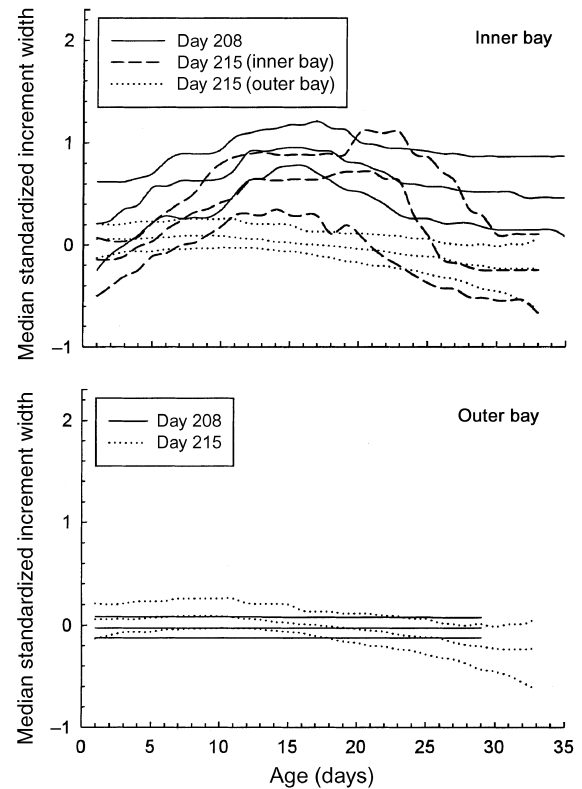 Inner bay
Day 208
Day 215 (inner bay)
Day 215 (outer bay)
Median standardized increment width
2
1
0
–1
Outer bay
Day 208
Day 215
Median standardized increment width
2
1
0
–1
0 5 10 15 20 25 30 35
Age (days)